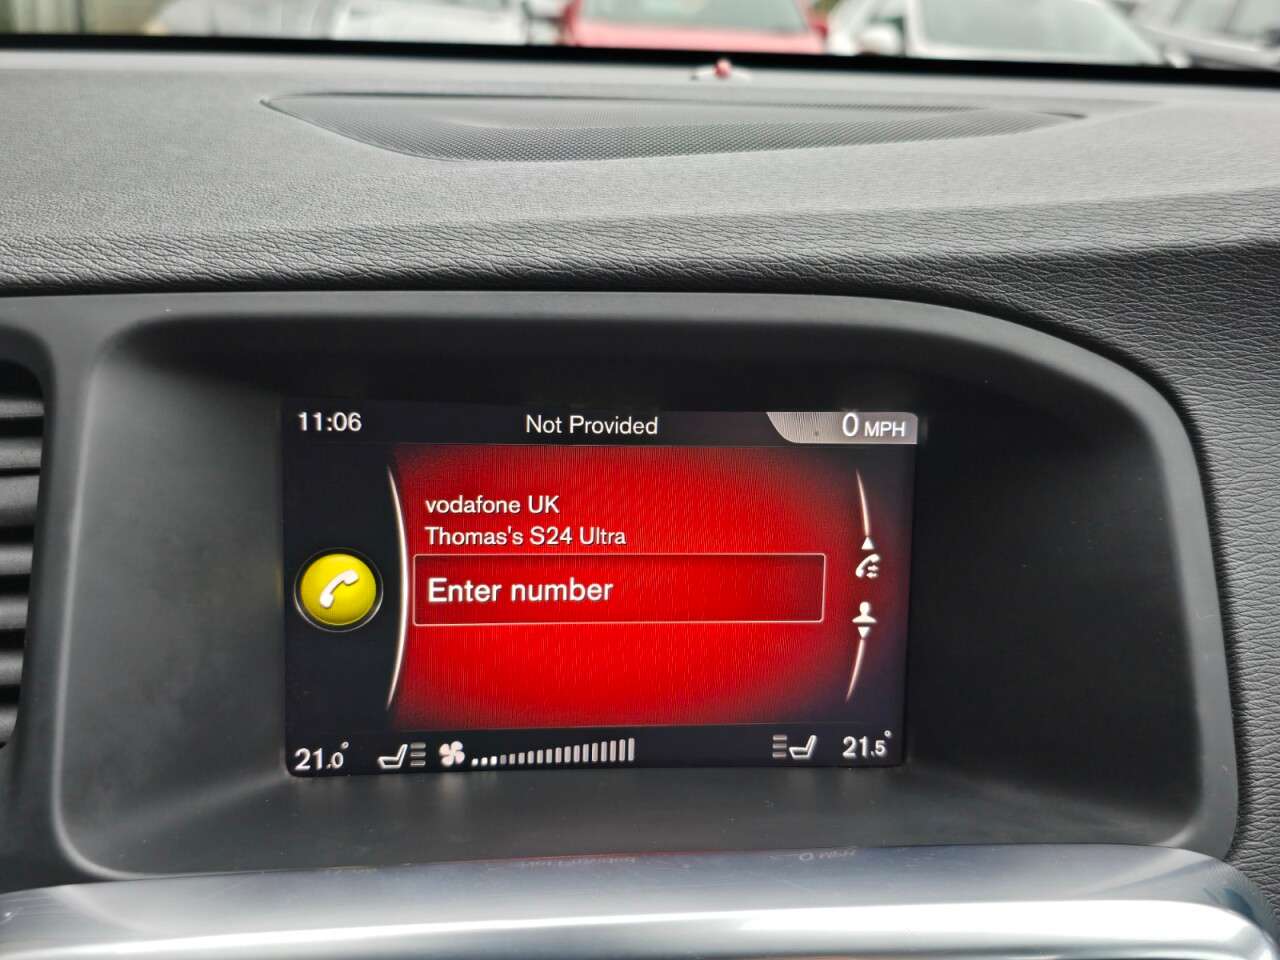 11:06
Not Provided
0 MPH
vodafone UK
Thomas's S24 Ultra
Enter number
21.0°
21.5°